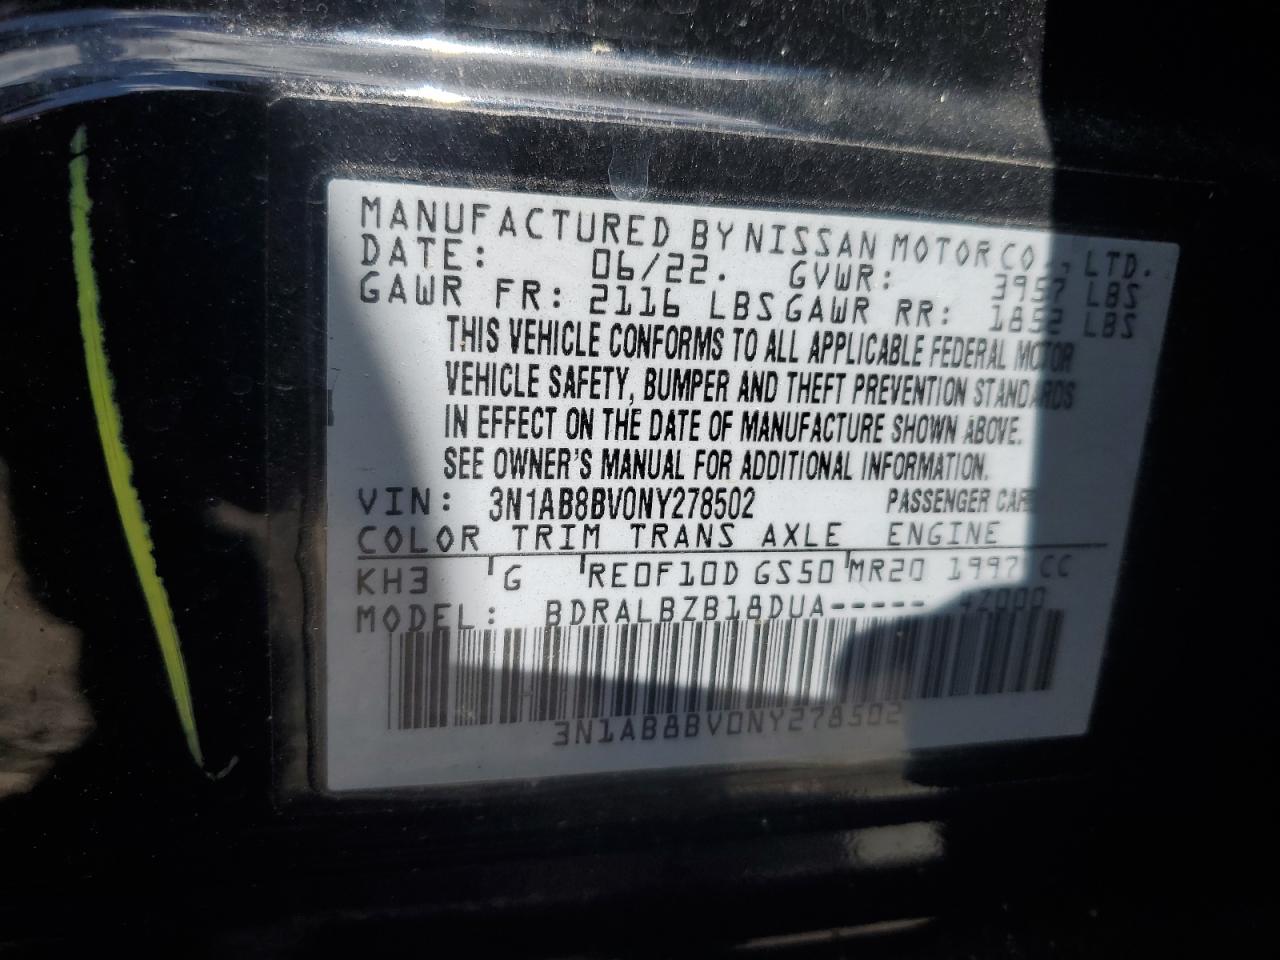 MANUFACTURED BY NISSAN MOTOR CO., LTD.
DATE: 06/22. GVWR: 3957 LBS
GAWR FR: 2116 LBS GAWR RR: 1852 LBS
THIS VEHICLE CONFORMS TO ALL APPLICABLE FEDERAL MOTOR
VEHICLE SAFETY, BUMPER AND THEFT PREVENTION STANDARDS
IN EFFECT ON THE DATE OF MANUFACTURE SHOWN ABOVE.
SEE OWNER'S MANUAL FOR ADDITIONAL INFORMATION.
VIN: 3N1AB8BV0NY278502 PASSENGER CAR
COLOR TRIM TRANS AXLE ENGINE
KH3 G RE0F10D GS50 MR20 1997 CC
MODEL: BDRALBZB18DUA----- 4Z000
3N1AB8BV0NY278502